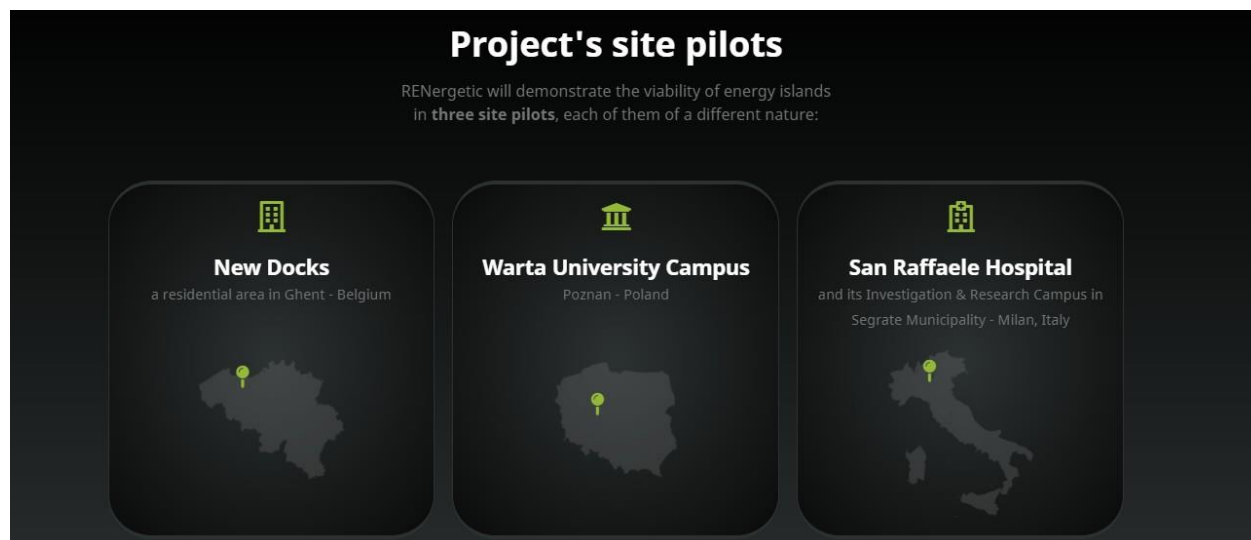 Project's site pilots
RENergetic will demonstrate the viability of energy islands
in three site pilots, each of them of a different nature:
New Docks
a residential area in Ghent - Belgium
Warta University Campus
Poznan - Poland
San Raffaele Hospital
and its Investigation & Research Campus in
Segrate Municipality - Milan, Italy